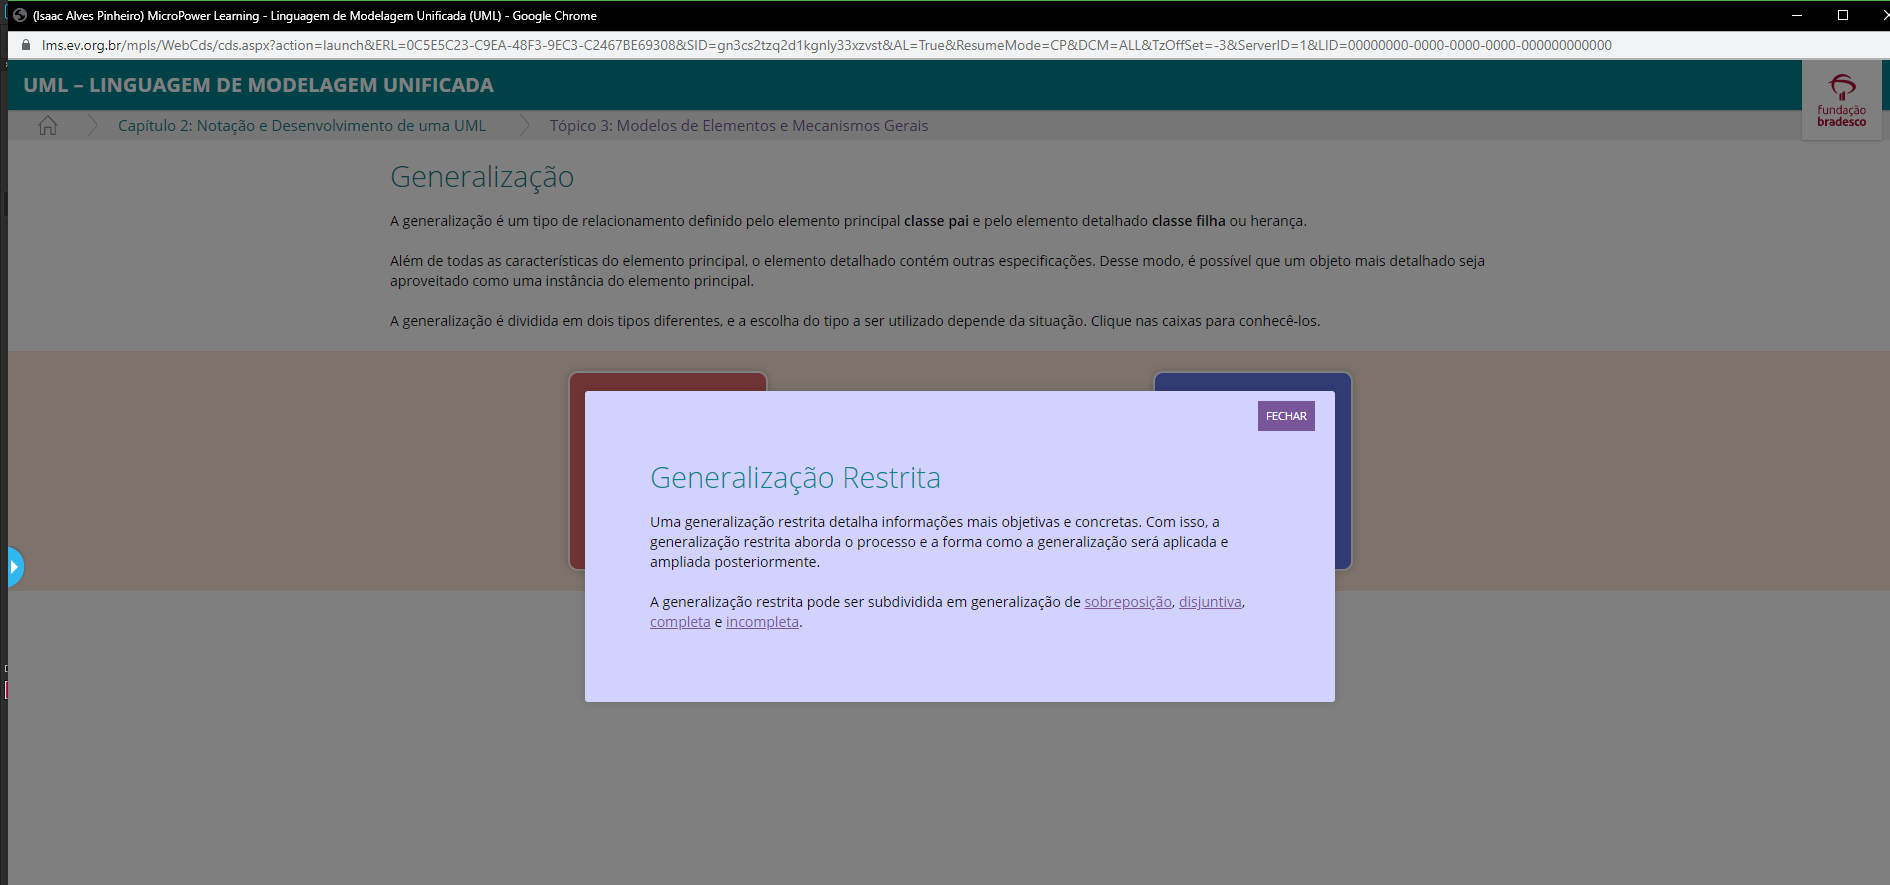 (Isaac Alves Pinheiro) MicroPower Learning - Linguagem de Modelagem Unificada (UML) - Google Chrome
lms.ev.org.br/mpls/WebCds/cds.aspx?action=launch&ERL=0C5E5C23-C9EA-48F3-9EC3-C2467BE69308&SID=gn3cs2tzq2d1kgnly33xzvst&AL=True&ResumeMode=CP&DCM=ALL&TzOffSet=-3&ServerID=1&LID=00000000-0000-0000-0000-000000000000
UML – LINGUAGEM DE MODELAGEM UNIFICADA
fundação
bradesco
Capítulo 2: Notação e Desenvolvimento de uma UML
Tópico 3: Modelos de Elementos e Mecanismos Gerais
Generalização
A generalização é um tipo de relacionamento definido pelo elemento principal classe pai e pelo elemento detalhado classe filha ou herança.
Além de todas as características do elemento principal, o elemento detalhado contém outras especificações. Desse modo, é possível que um objeto mais detalhado seja
aproveitado como uma instância do elemento principal.
A generalização é dividida em dois tipos diferentes, e a escolha do tipo a ser utilizado depende da situação. Clique nas caixas para conhecê-los.
FECHAR
Generalização Restrita
Uma generalização restrita detalha informações mais objetivas e concretas. Com isso, a
generalização restrita aborda o processo e a forma como a generalização será aplicada e
ampliada posteriormente.
A generalização restrita pode ser subdividida em generalização de sobreposição, disjuntiva,
completa e incompleta.